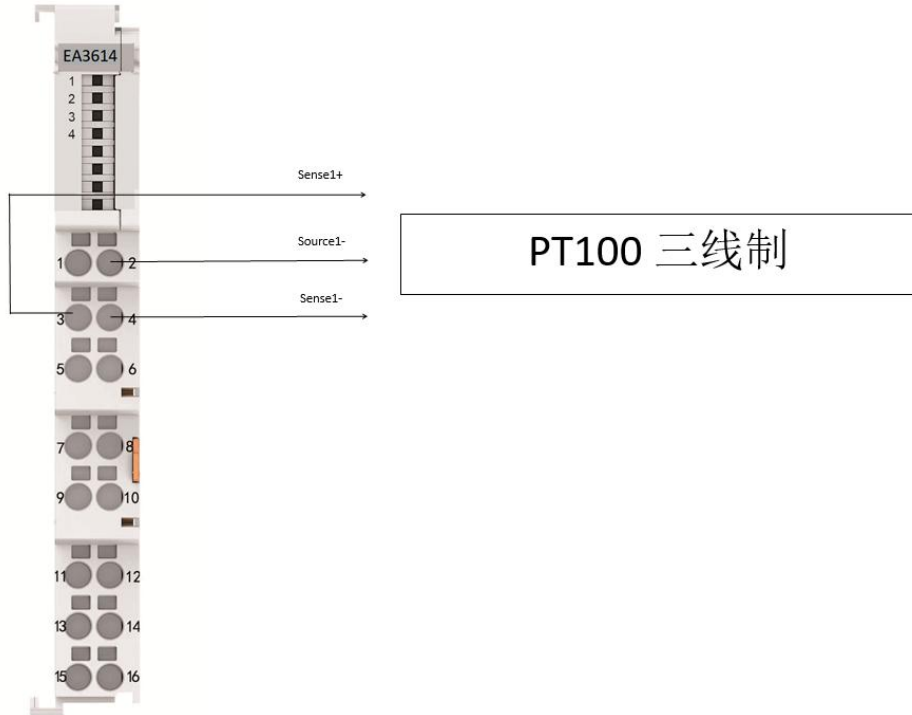 EA3614
1
2
3
4
Sense1+
Source1-
PT100 三线制
1 2
Sense1-
3 4
5 6
7 8
9 10
11 12
13 14
15 16